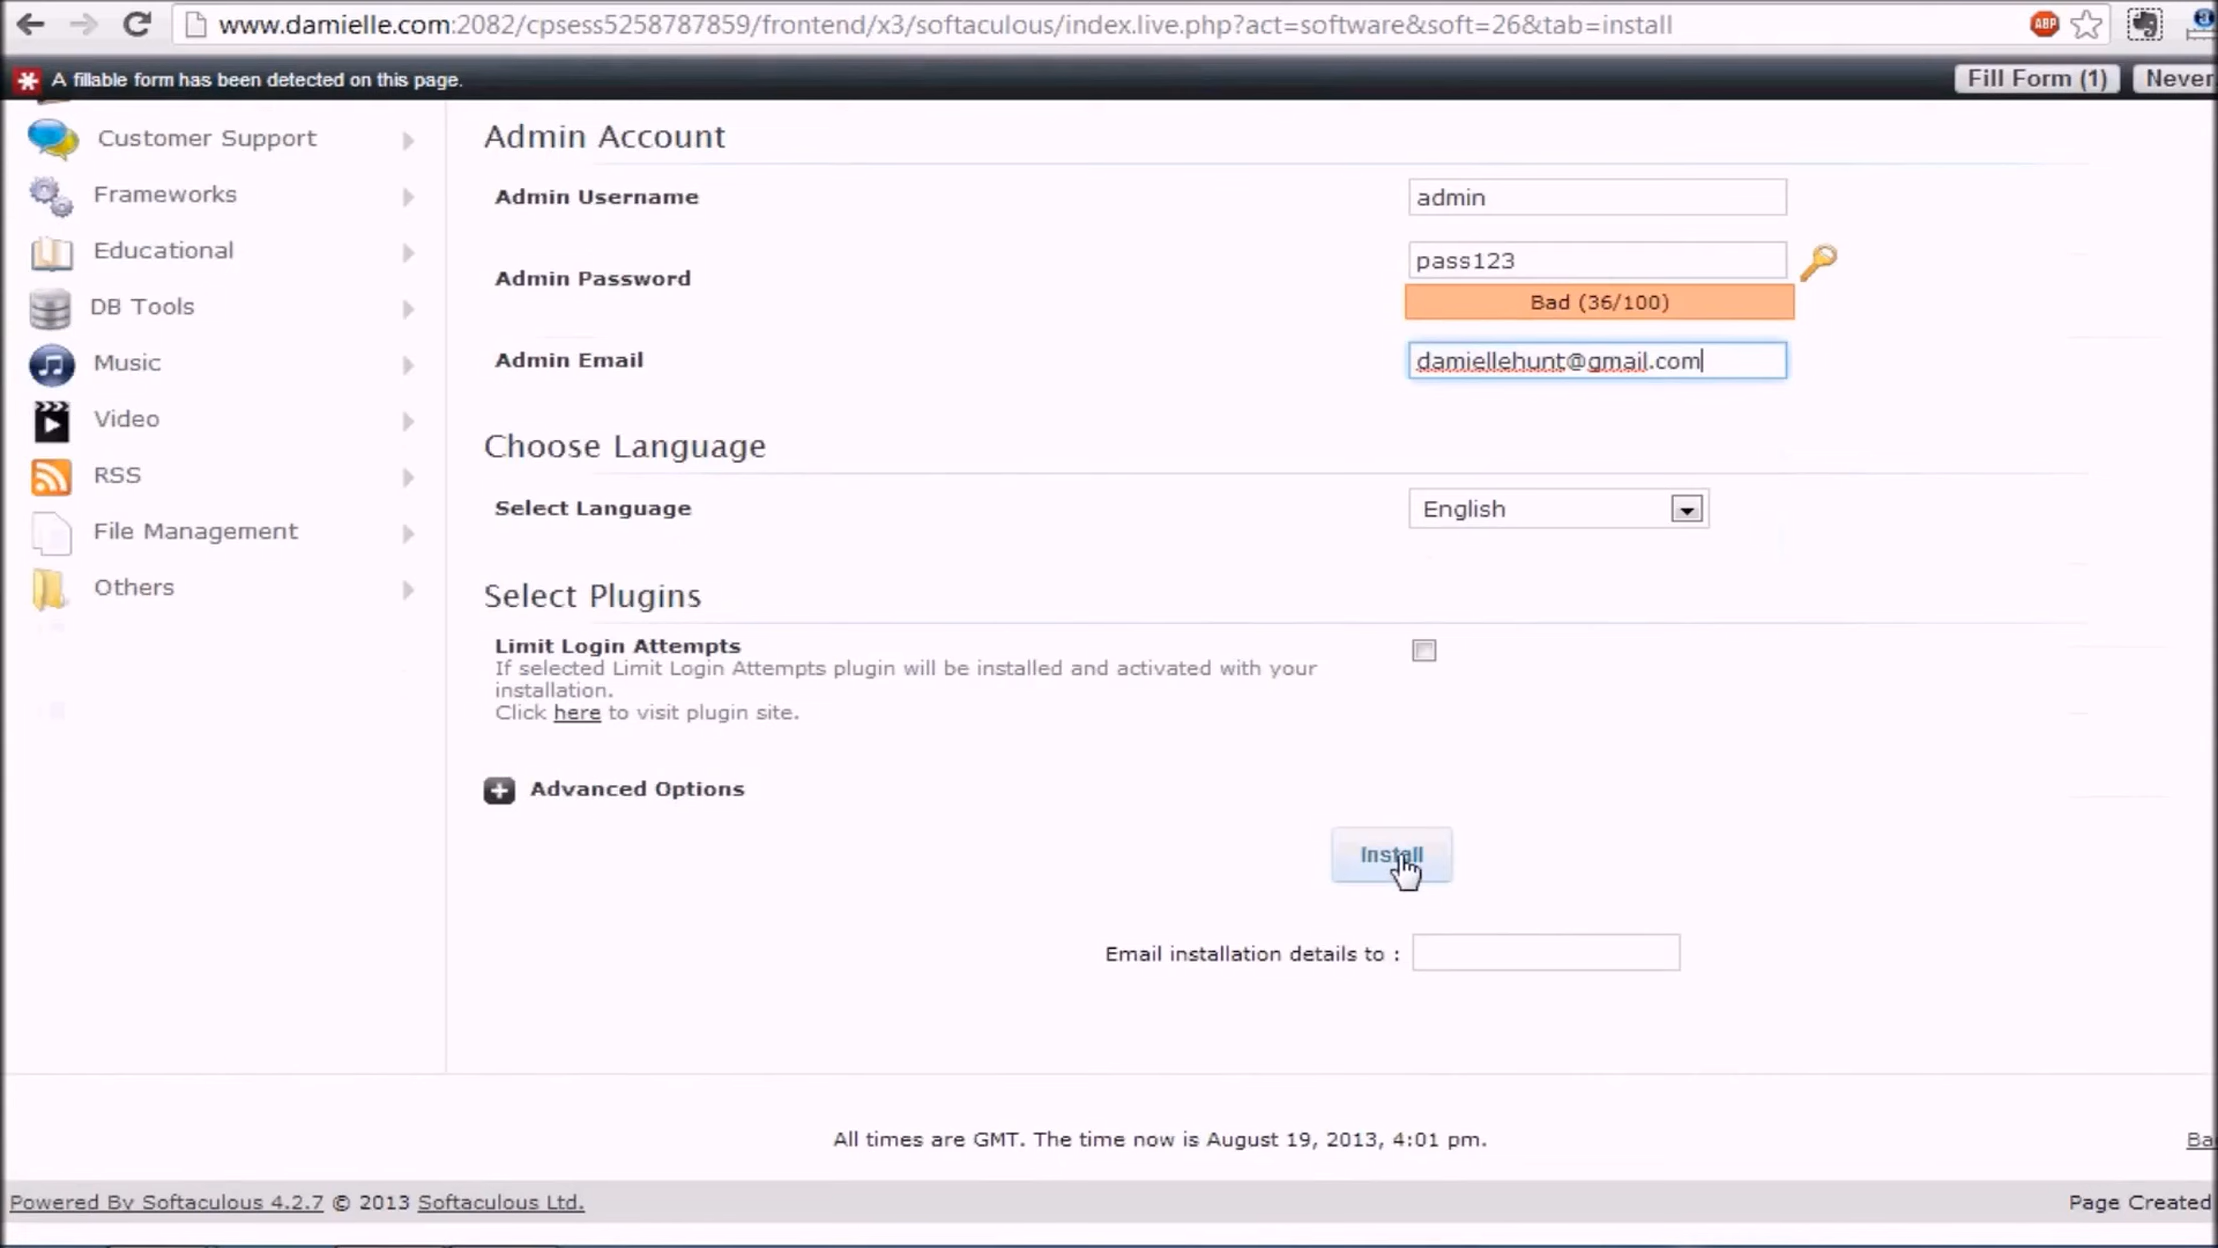 www.damielle.com:2082/cpsess5258787859/frontend/x3/softaculous/index.live.php?act=software&soft=26&tab=install
ABP
A fillable form has been detected on this page.
Fill Form (1)
Never
Customer Support
Frameworks
Educational
DB Tools
Music
Video
RSS
File Management
Others
Admin Account
Admin Username
admin
Admin Password
pass123
Bad (36/100)
Admin Email
damiellehunt@gmail.com
Choose Language
Select Language
English
Select Plugins
Limit Login Attempts
If selected Limit Login Attempts plugin will be installed and activated with your
installation.
Click here to visit plugin site.
Advanced Options
Install
Email installation details to :
All times are GMT. The time now is August 19, 2013, 4:01 pm.
Ba
Powered By Softaculous 4.2.7 © 2013 Softaculous Ltd.
Page Created